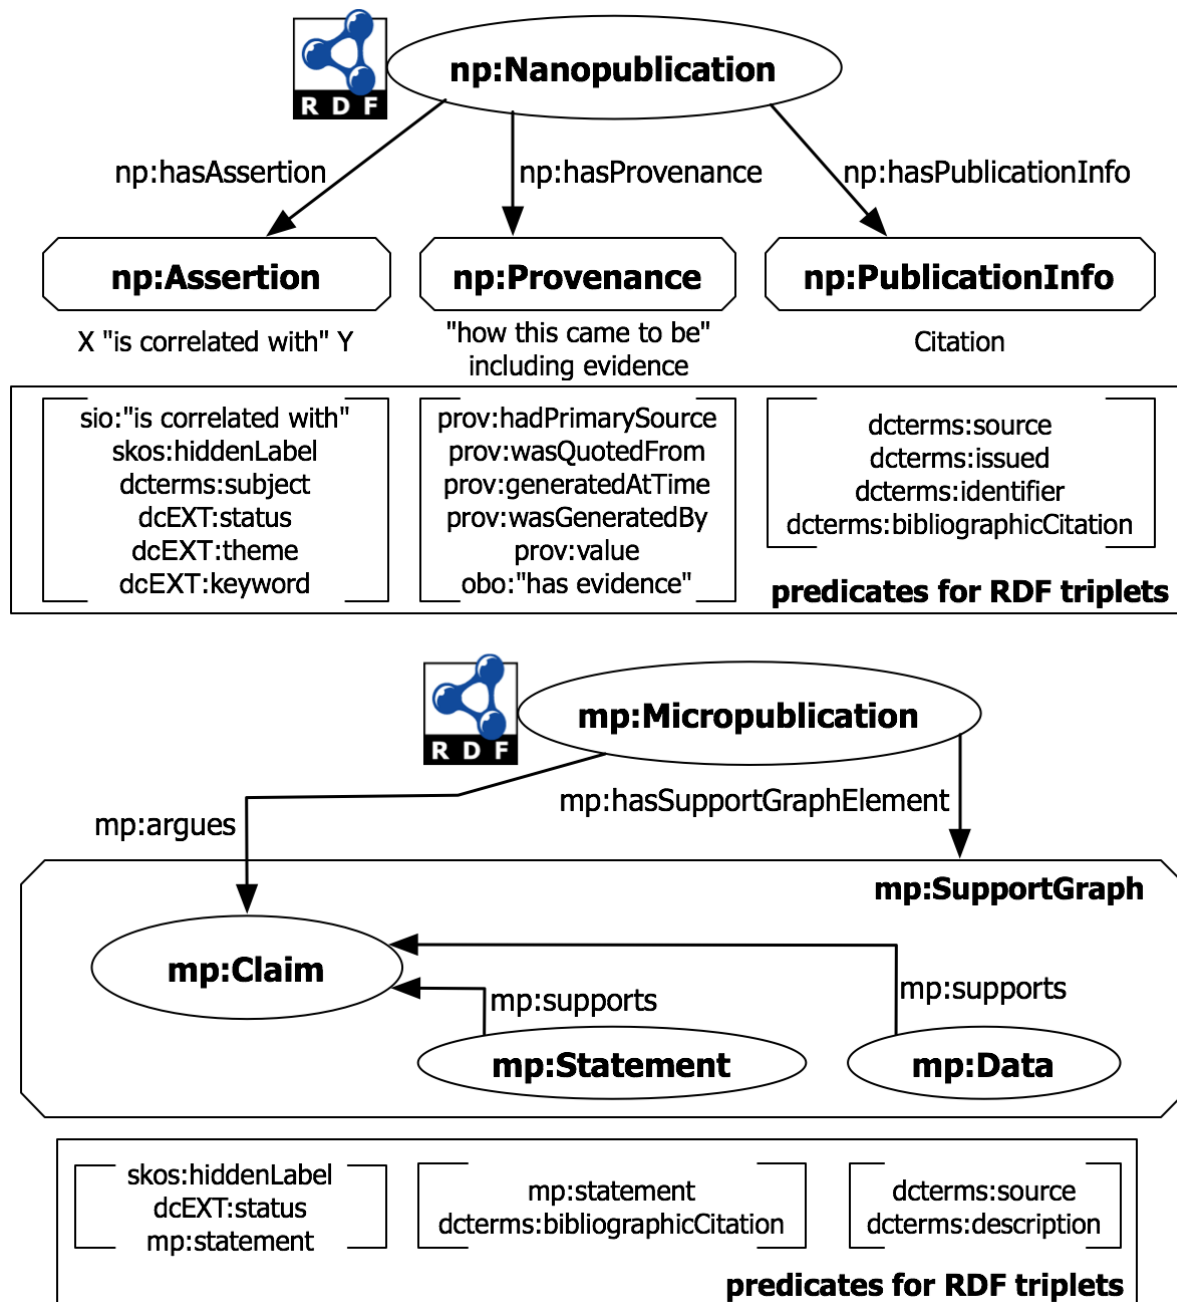 RDF
np:Nanopublication
np:hasAssertion
np:hasProvenance
np:hasPublicationInfo
np:Assertion
np:Provenance
np:PublicationInfo
X "is correlated with" Y
"how this came to be"
including evidence
Citation
sio:"is correlated with"
skos:hiddenLabel
dcterms:subject
dcEXT:status
dcEXT:theme
dcEXT:keyword
prov:hadPrimarySource
prov:wasQuotedFrom
prov:generatedAtTime
prov:wasGeneratedBy
prov:value
obo:"has evidence"
dcterms:source
dcterms:issued
dcterms:identifier
dcterms:bibliographicCitation
predicates for RDF triplets
RDF
mp:Micropublication
mp:argues
mp:hasSupportGraphElement
mp:SupportGraph
mp:Claim
mp:supports
mp:supports
mp:Statement
mp:Data
skos:hiddenLabel
dcEXT:status
mp:statement
mp:statement
dcterms:bibliographicCitation
dcterms:source
dcterms:description
predicates for RDF triplets